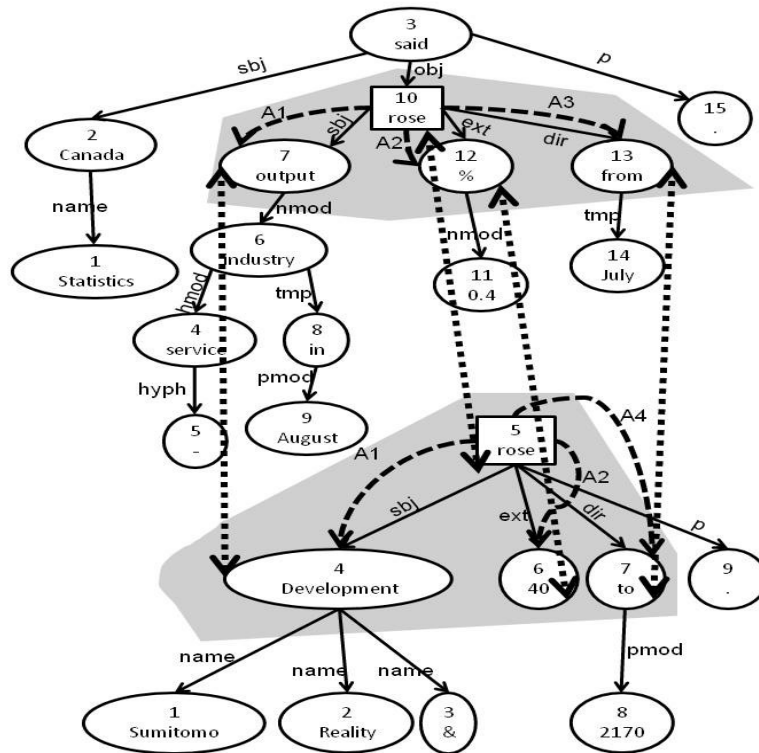 3
said
sbj
obj
p
10
rose
15
.
A1
A3
2
Canada
sbj
A2
ext
dir
7
output
12
%
13
from
name
nmod
nmod
tmp
6
industry
1
Statistics
11
0.4
14
July
nmod
tmp
4
service
8
in
hyph
pmod
5
-
9
August
5
rose
A4
A1
A2
sbj
ext
dir
p
4
Development
6
40
7
to
9
.
name
name
name
pmod
1
Sumitomo
2
Reality
3
&
8
2170